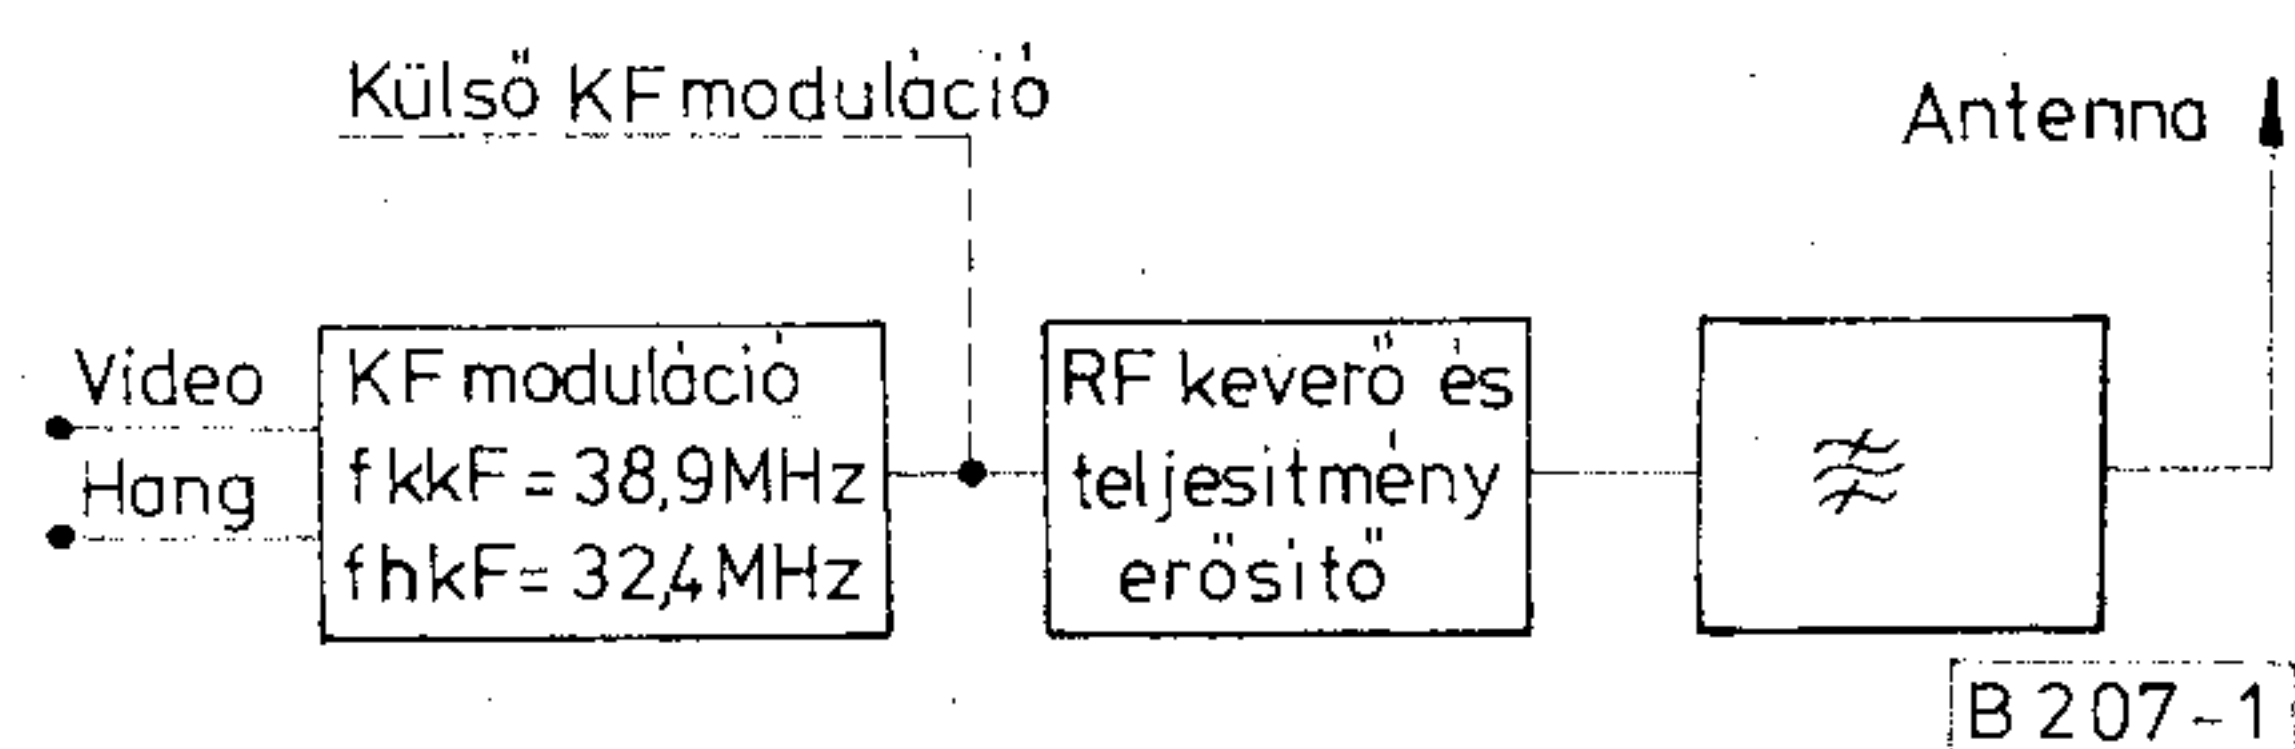 Külső KF moduláció
Antenna
Video
Hang
KF moduláció
fkkF = 38,9MHz
fhkF = 32,4MHz
RF keverő és
teljesitmény
erősitő
B 207-1